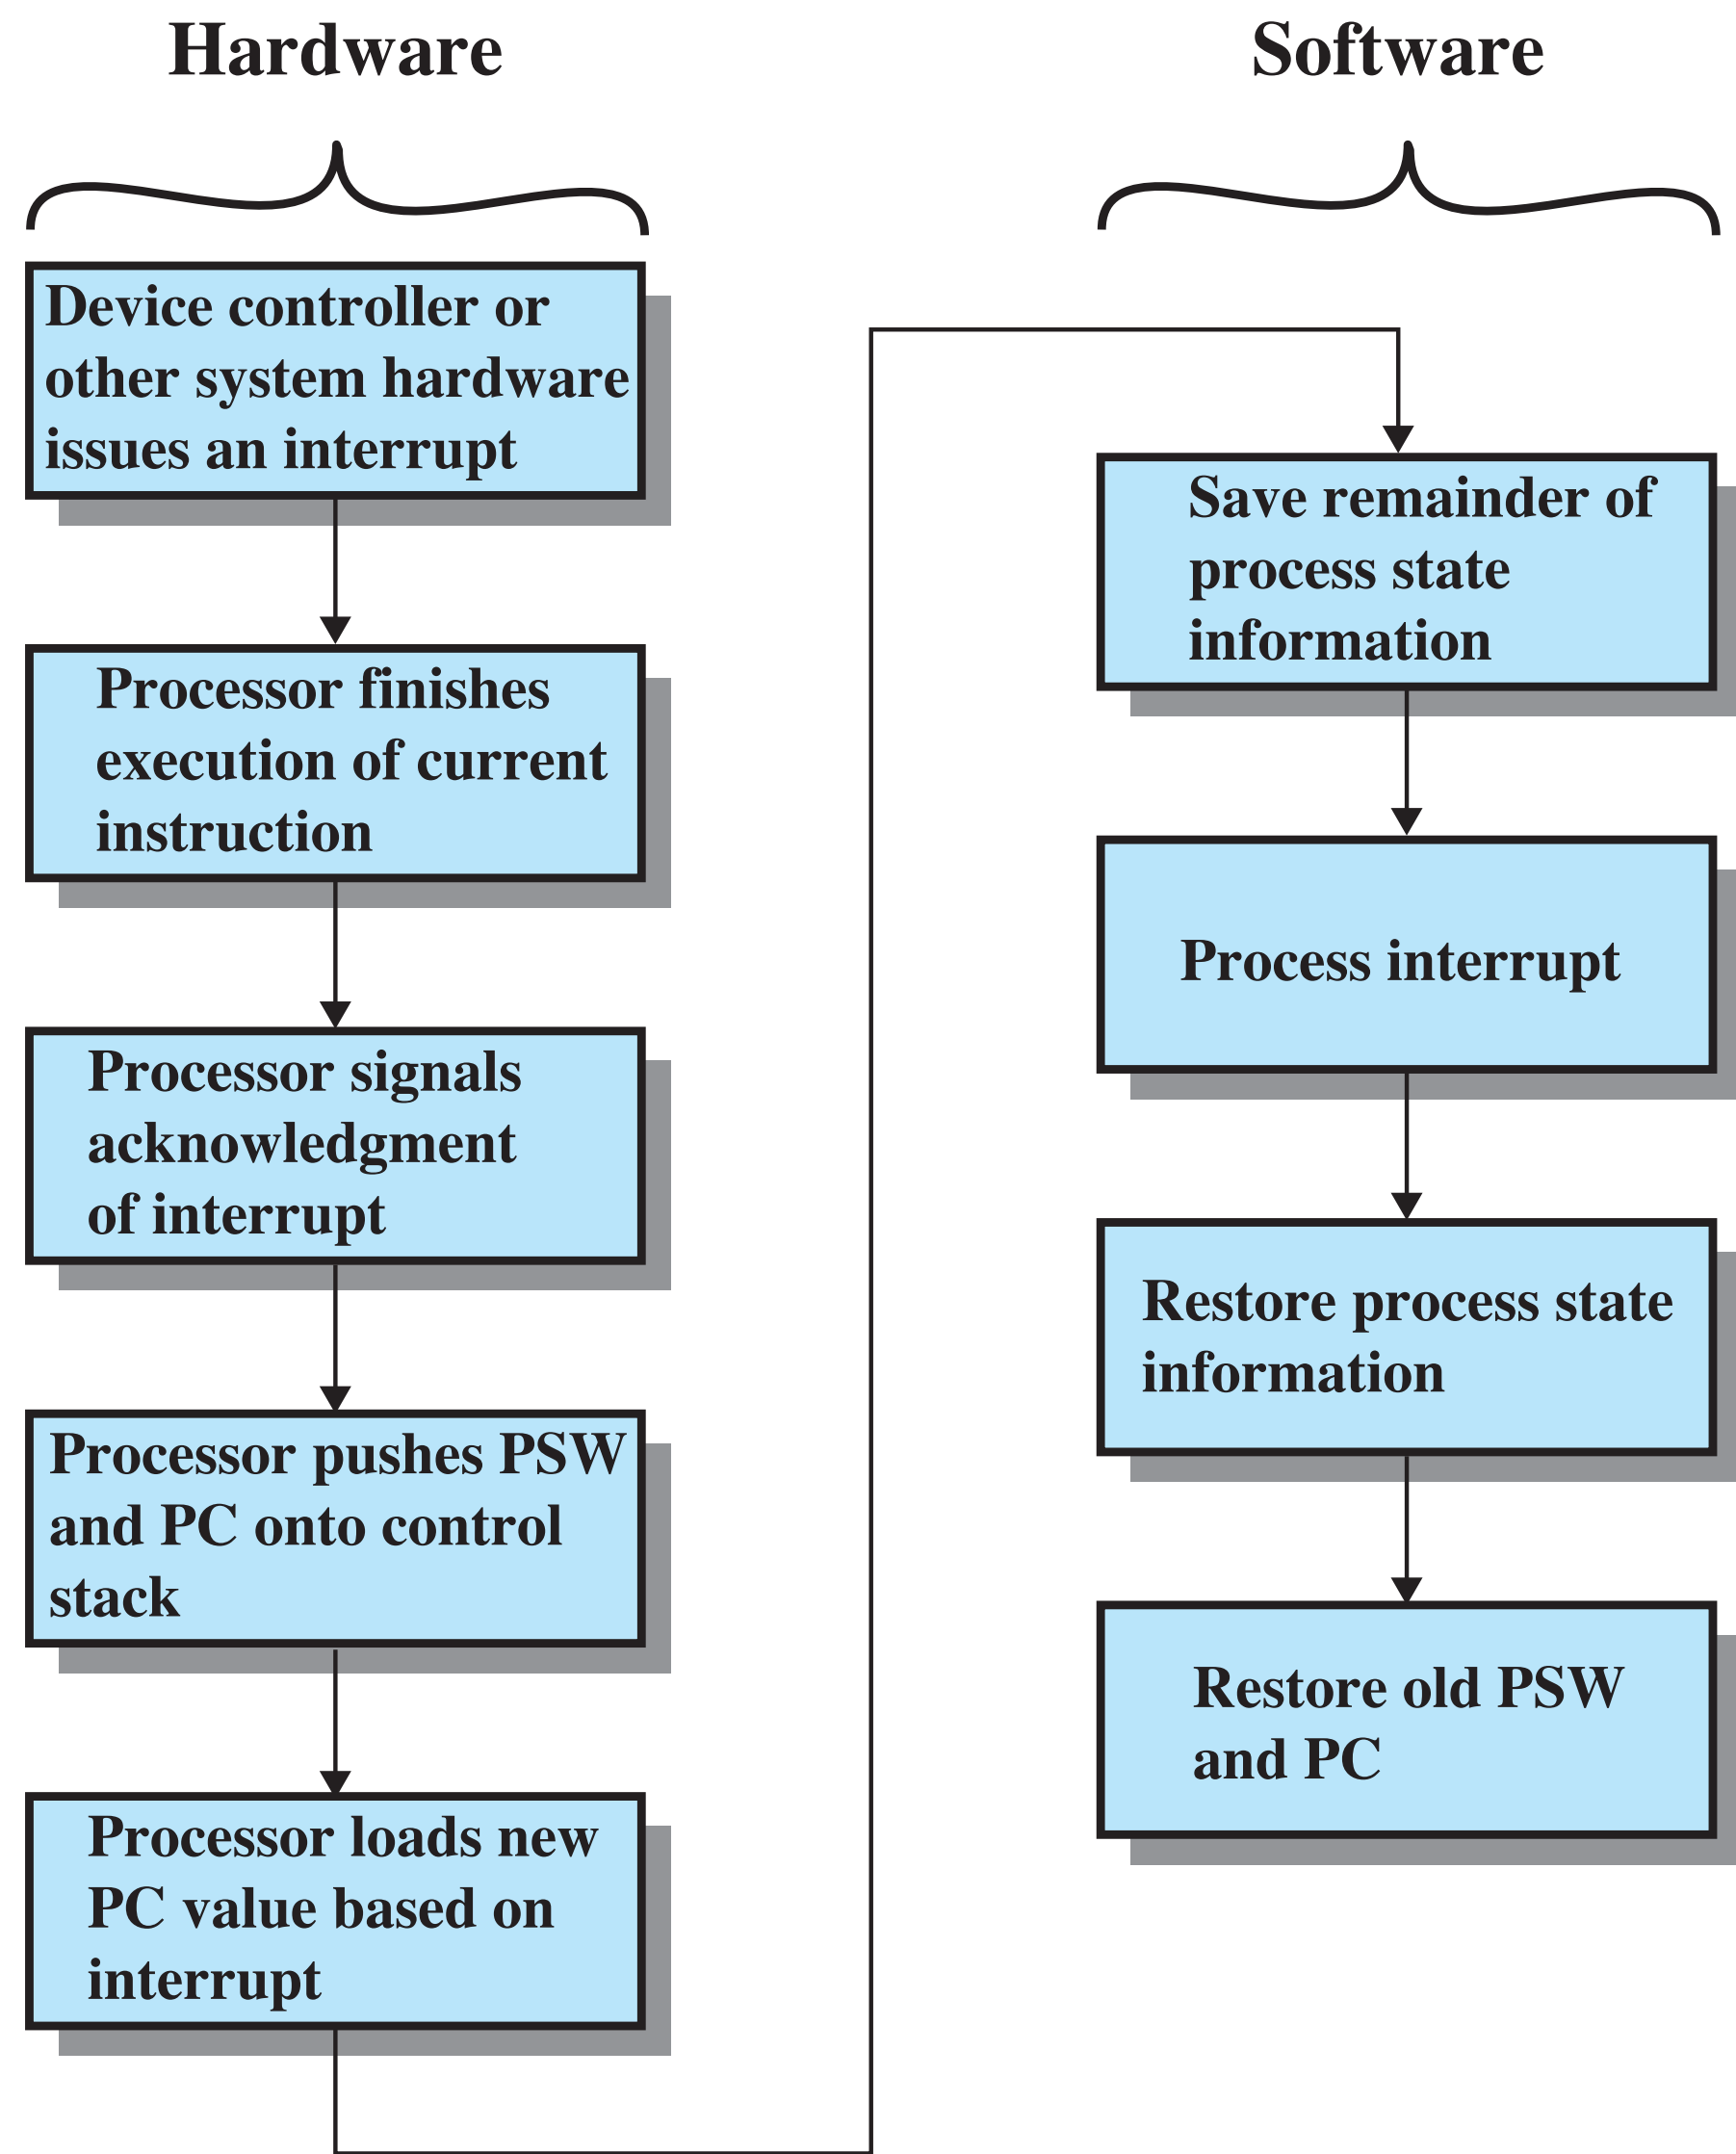 Hardware
Device controller or
other system hardware
issues an interrupt
Processor finishes
execution of current
instruction
Processor signals
acknowledgment
of interrupt
Processor pushes PSW
and PC onto control
stack
Processor loads new
PC value based on
interrupt
Software
Save remainder of
process state
information
Process interrupt
Restore process state
information
Restore old PSW
and PC